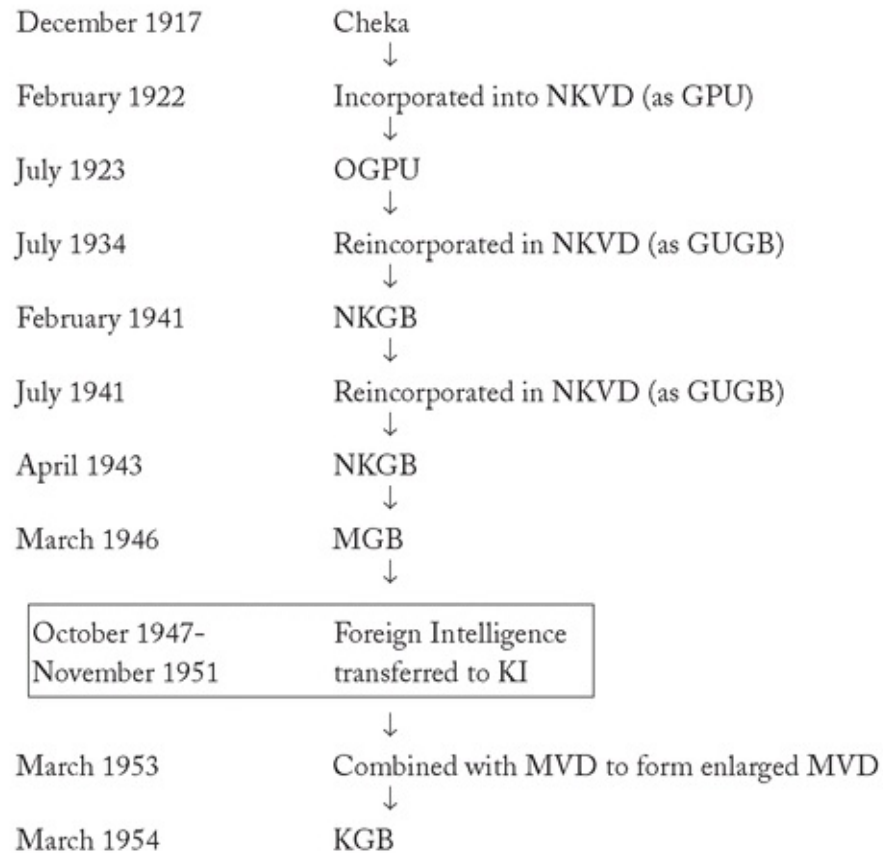 December 1917 Cheka
↓
February 1922 Incorporated into NKVD (as GPU)
↓
July 1923 OGPU
↓
July 1934 Reincorporated in NKVD (as GUGB)
↓
February 1941 NKGB
↓
July 1941 Reincorporated in NKVD (as GUGB)
↓
April 1943 NKGB
↓
March 1946 MGB
↓
October 1947- Foreign Intelligence
November 1951 transferred to KI
↓
March 1953 Combined with MVD to form enlarged MVD
↓
March 1954 KGB